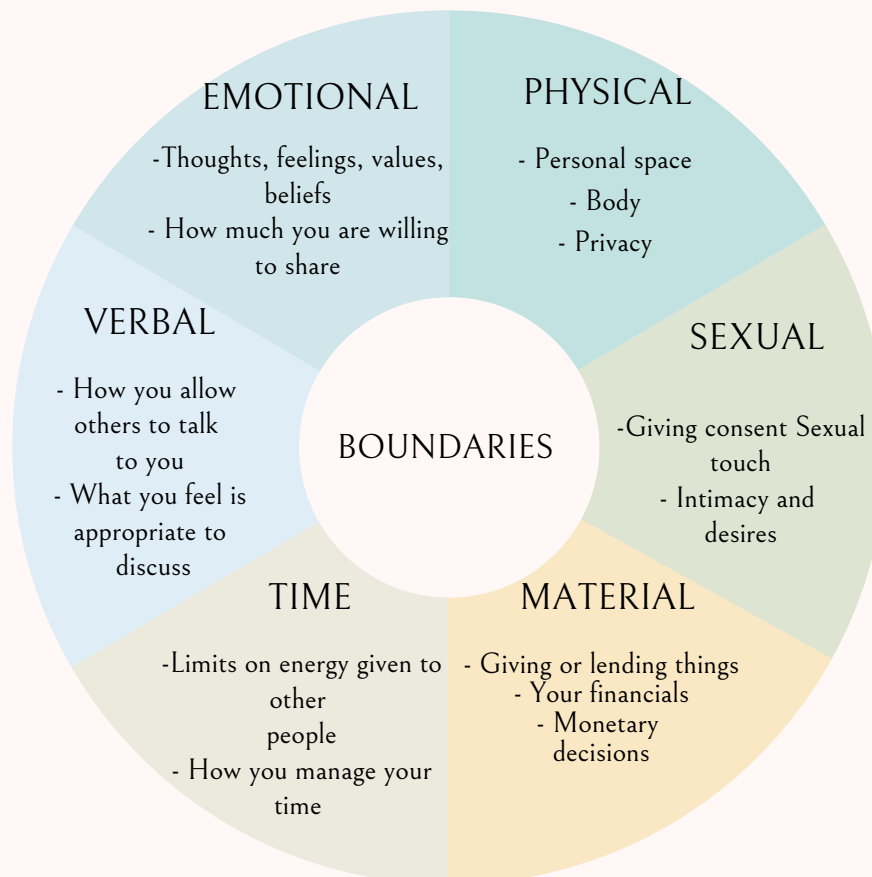 EMOTIONAL
-Thoughts, feelings, values,
beliefs
- How much you are willing
to share
PHYSICAL
- Personal space
- Body
- Privacy
VERBAL
- How you allow
others to talk
to you
- What you feel is
appropriate to
discuss
BOUNDARIES
SEXUAL
-Giving consent Sexual
touch
- Intimacy and
desires
TIME
-Limits on energy given to
other
people
- How you manage your
time
MATERIAL
- Giving or lending things
- Your financials
- Monetary
decisions